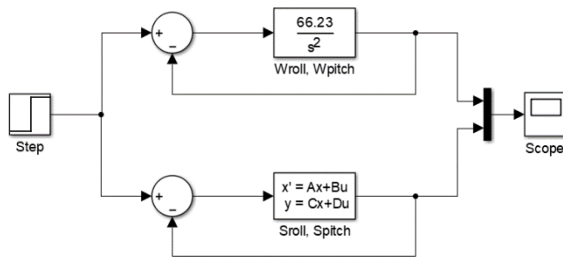 +
−
66.23
s2
Wroll, Wpitch
Step
Scope
+
−
x' = Ax+Bu
y = Cx+Du
Sroll, Spitch